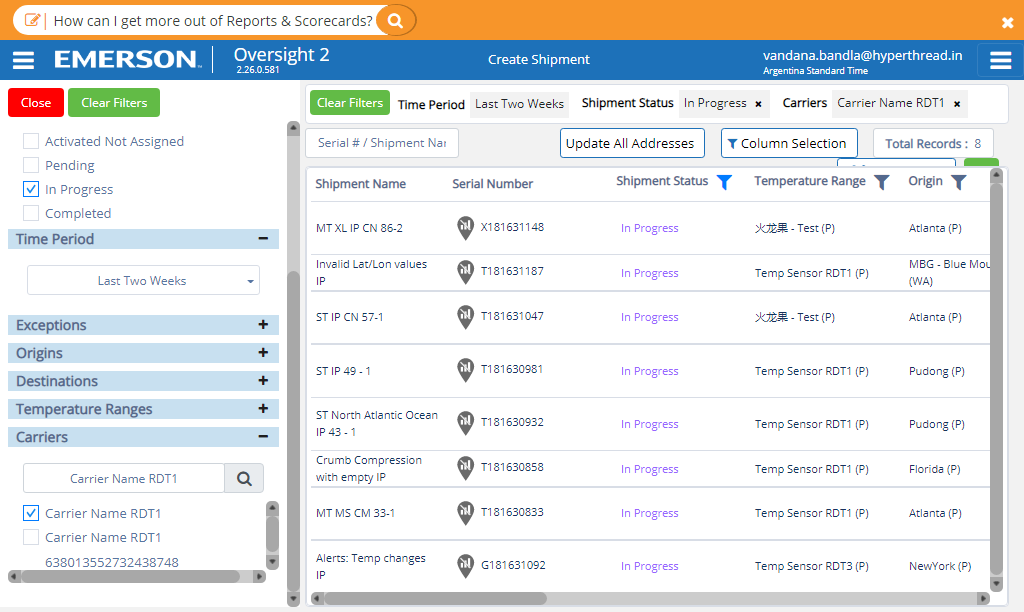 How can I get more out of Reports & Scorecards?
EMERSON
Oversight 2
2.26.0.581
Create Shipment
vandana.bandla@hyperthread.in
Argentina Standard Time
Close
Clear Filters
Activated Not Assigned
Pending
In Progress
Completed
Time Period
Last Two Weeks
Exceptions
Origins
Destinations
Temperature Ranges
Carriers
Carrier Name RDT1
Carrier Name RDT1
Carrier Name RDT1
638013552732438748
Clear Filters
Time Period
Last Two Weeks
Shipment Status
In Progress ×
Carriers
Carrier Name RDT1 ×
Serial # / Shipment Nar
Update All Addresses
Column Selection
Total Records : 8
Shipment Name Serial Number Shipment Status Temperature Range Origin
MT XL IP CN 86-2 X181631148 In Progress 火龙果 - Test (P) Atlanta (P)
Invalid Lat/Lon values IP T181631187 In Progress Temp Sensor RDT1 (P) MBG - Blue Mou
(WA)
ST IP CN 57-1 T181631047 In Progress 火龙果 - Test (P) Atlanta (P)
ST IP 49 - 1 T181630981 In Progress Temp Sensor RDT1 (P) Pudong (P)
ST North Atlantic Ocean
IP 43 - 1 T181630932 In Progress Temp Sensor RDT1 (P) Pudong (P)
Crumb Compression
with empty IP T181630858 In Progress Temp Sensor RDT1 (P) Florida (P)
MT MS CM 33-1 T181630833 In Progress Temp Sensor RDT1 (P) Atlanta (P)
Alerts: Temp changes
IP G181631092 In Progress Temp Sensor RDT3 (P) NewYork (P)